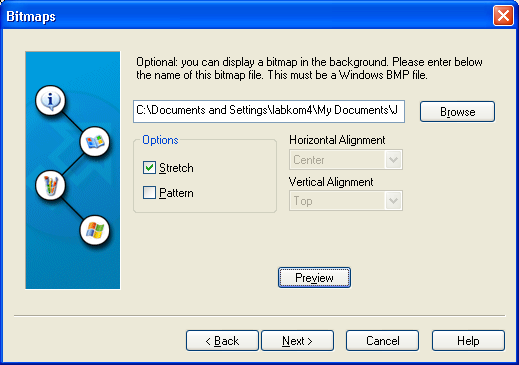 Bitmaps
Optional: you can display a bitmap in the background. Please enter below
the name of this bitmap file. This must be a Windows BMP file.
C:\Documents and Settings\labkom4\My Documents\J
Browse
Options
Stretch
Pattern
Horizontal Alignment
Center
Vertical Alignment
Top
Preview
< Back
Next >
Cancel
Help